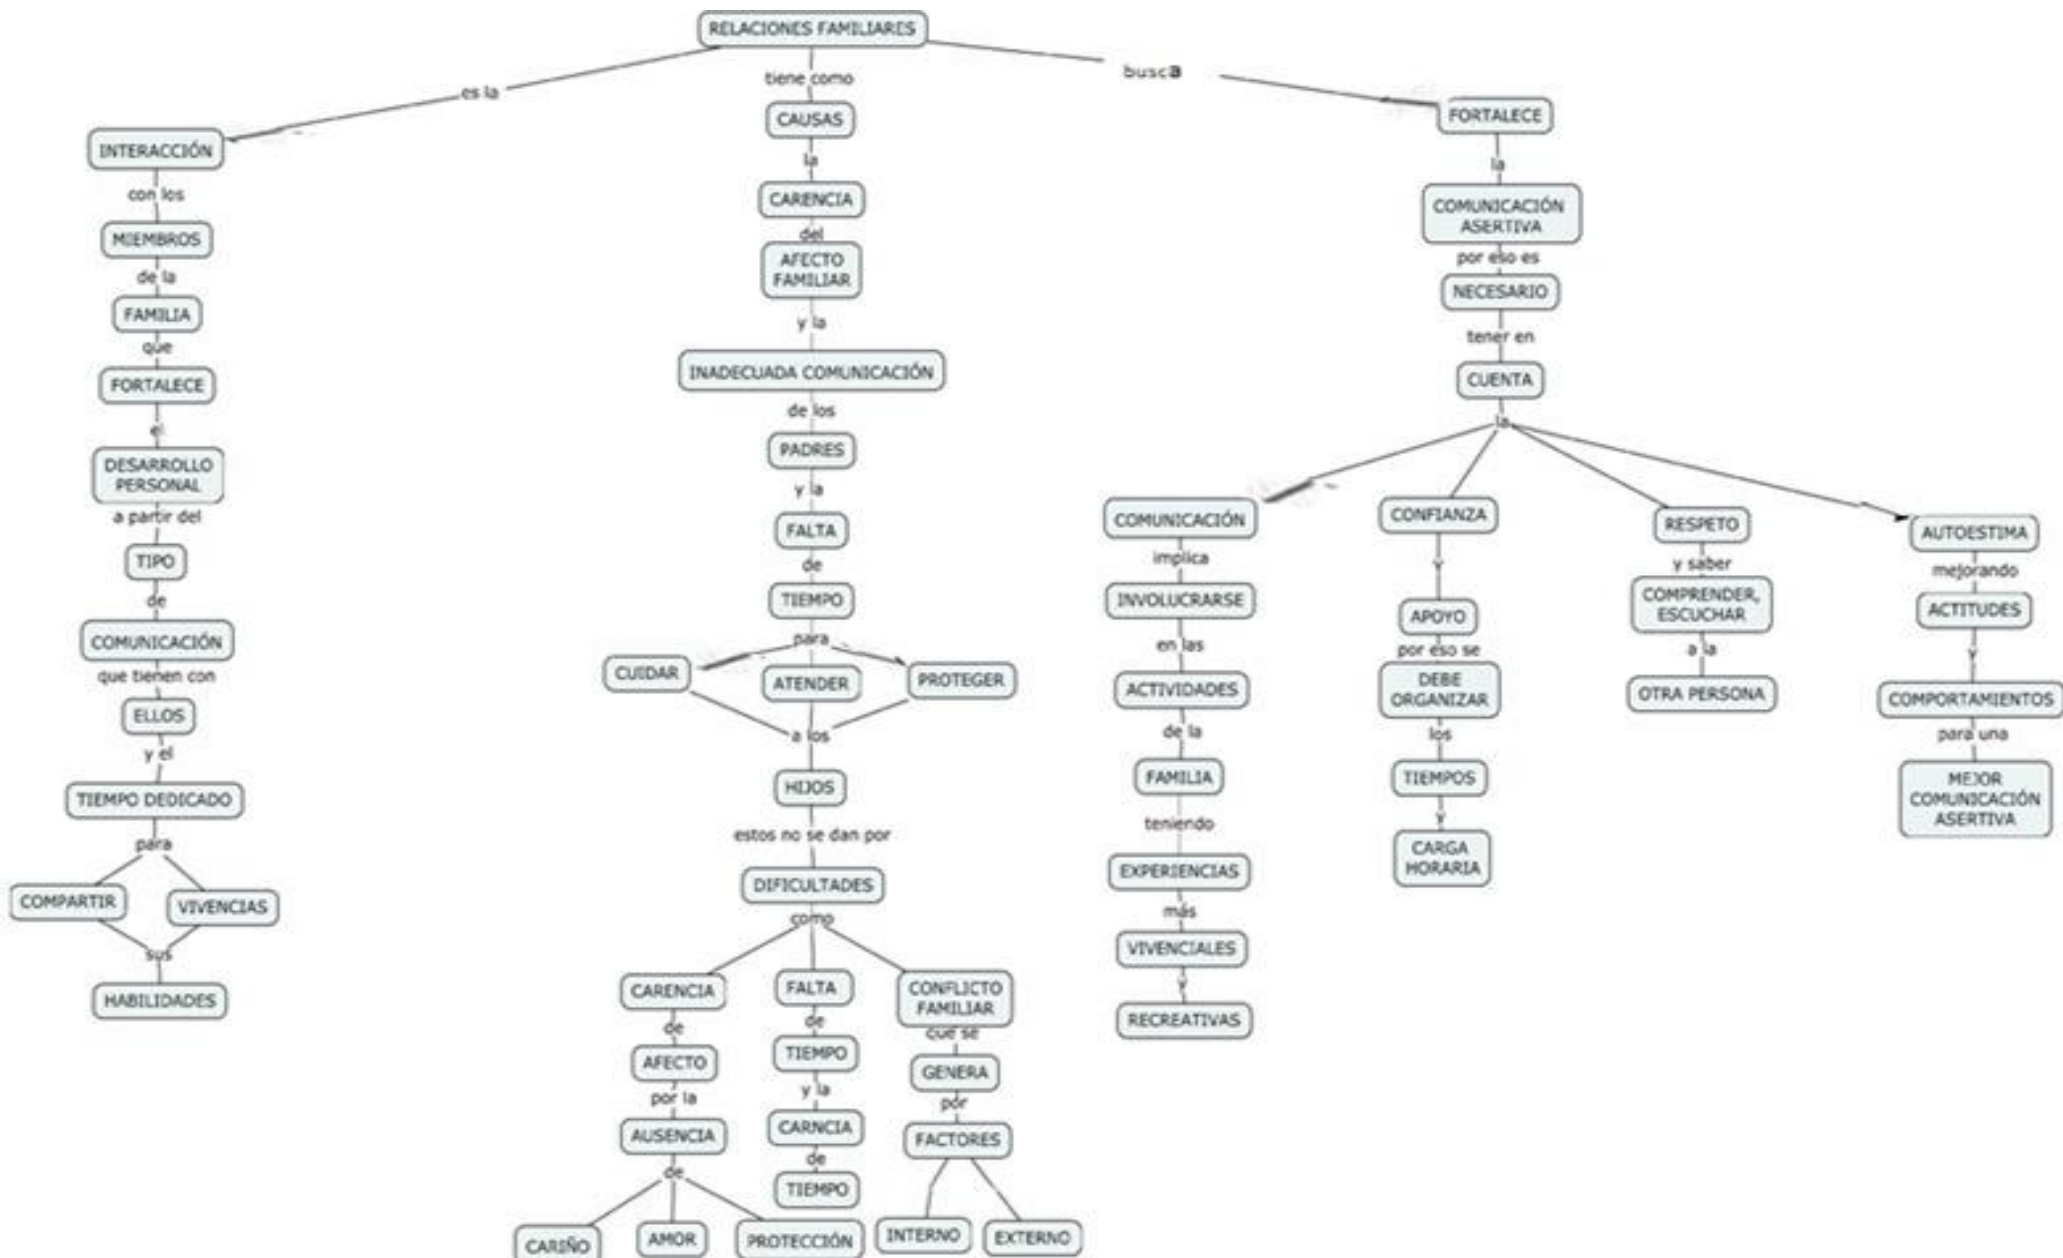 RELACIONES FAMILIARES
es la
INTERACCIÓN
con los
MIEMBROS
de la
FAMILIA
que
FORTALECE
el
DESARROLLO
PERSONAL
a partir del
TIPO
de
COMUNICACIÓN
que tienen con
ELLOS
y el
TIEMPO DEDICADO
para
COMPARTIR
VIVENCIAS
sus
HABILIDADES
tiene como
CAUSAS
la
CARENCIA
del
AFECTO
FAMILIAR
y la
INADECUADA COMUNICACIÓN
de los
PADRES
y la
FALTA
de
TIEMPO
para
CUIDAR
ATENDER
PROTEGER
a los
HIJOS
estos no se dan por
DIFICULTADES
como
CARENCIA
de
AFECTO
por la
AUSENCIA
de
CARIÑO
AMOR
PROTECCIÓN
FALTA
de
TIEMPO
y la
CARNCIA
de
TIEMPO
CONFLICTO
FAMILIAR
que se
GENERA
por
FACTORES
INTERNO
EXTERNO
busca
FORTALECE
la
COMUNICACIÓN
ASERTIVA
por eso es
NECESARIO
tener en
CUENTA
la
COMUNICACIÓN
implica
INVOLUCRARSE
en las
ACTIVIDADES
de la
FAMILIA
teniendo
EXPERIENCIAS
más
VIVENCIALES
y
RECREATIVAS
CONFIANZA
y
APOYO
por eso se
DEBE
ORGANIZAR
los
TIEMPOS
y
CARGA
HORARIA
RESPETO
y saber
COMPRENDER,
ESCUCHAR
a la
OTRA PERSONA
AUTOESTIMA
mejorando
ACTITUDES
y
COMPORTAMIENTOS
para una
MEJOR
COMUNICACIÓN
ASERTIVA